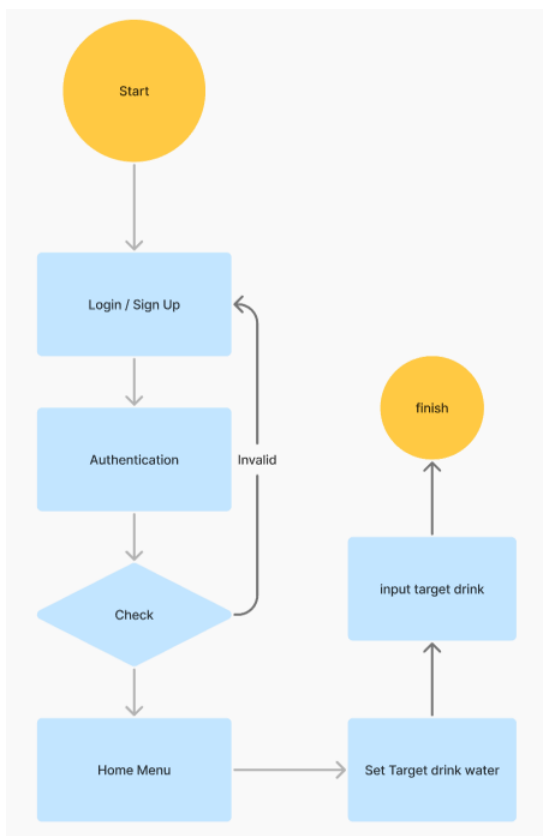 Start
Login / Sign Up
Authentication
Invalid
Check
Home Menu
Set Target drink water
input target drink
finish